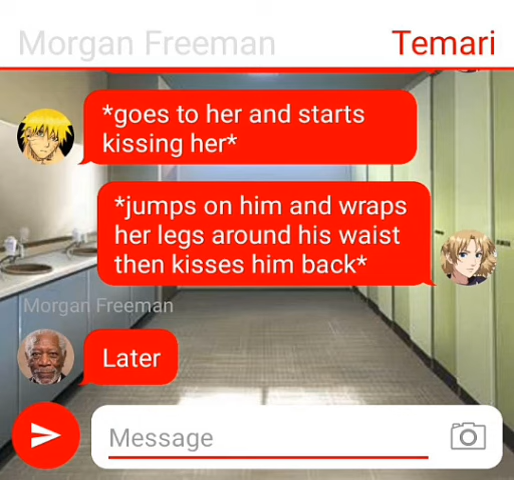 Morgan Freeman Temari
*goes to her and starts
kissing her*
*jumps on him and wraps
her legs around his waist
then kisses him back*
Morgan Freeman
Later
Message